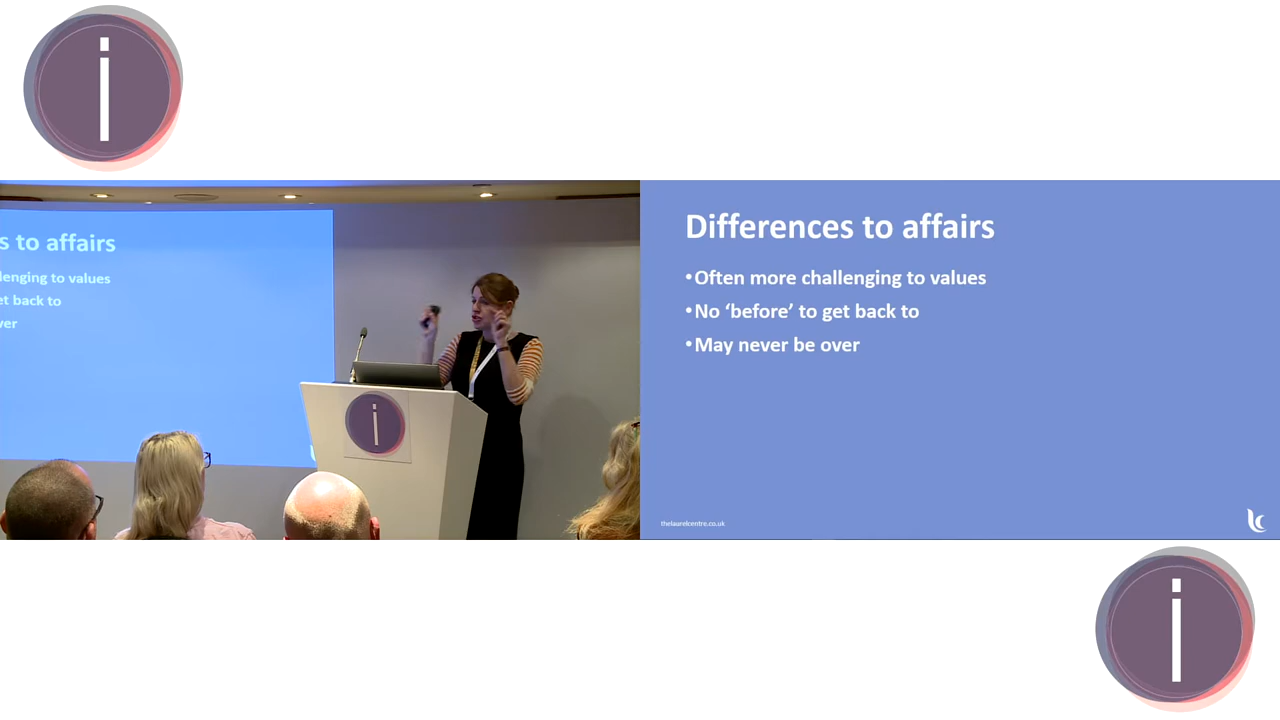 i
s to affairs
lenging to values
et back to
ver
i
Differences to affairs
•Often more challenging to values
•No ‘before’ to get back to
•May never be over
thelaurelcentre.co.uk
i